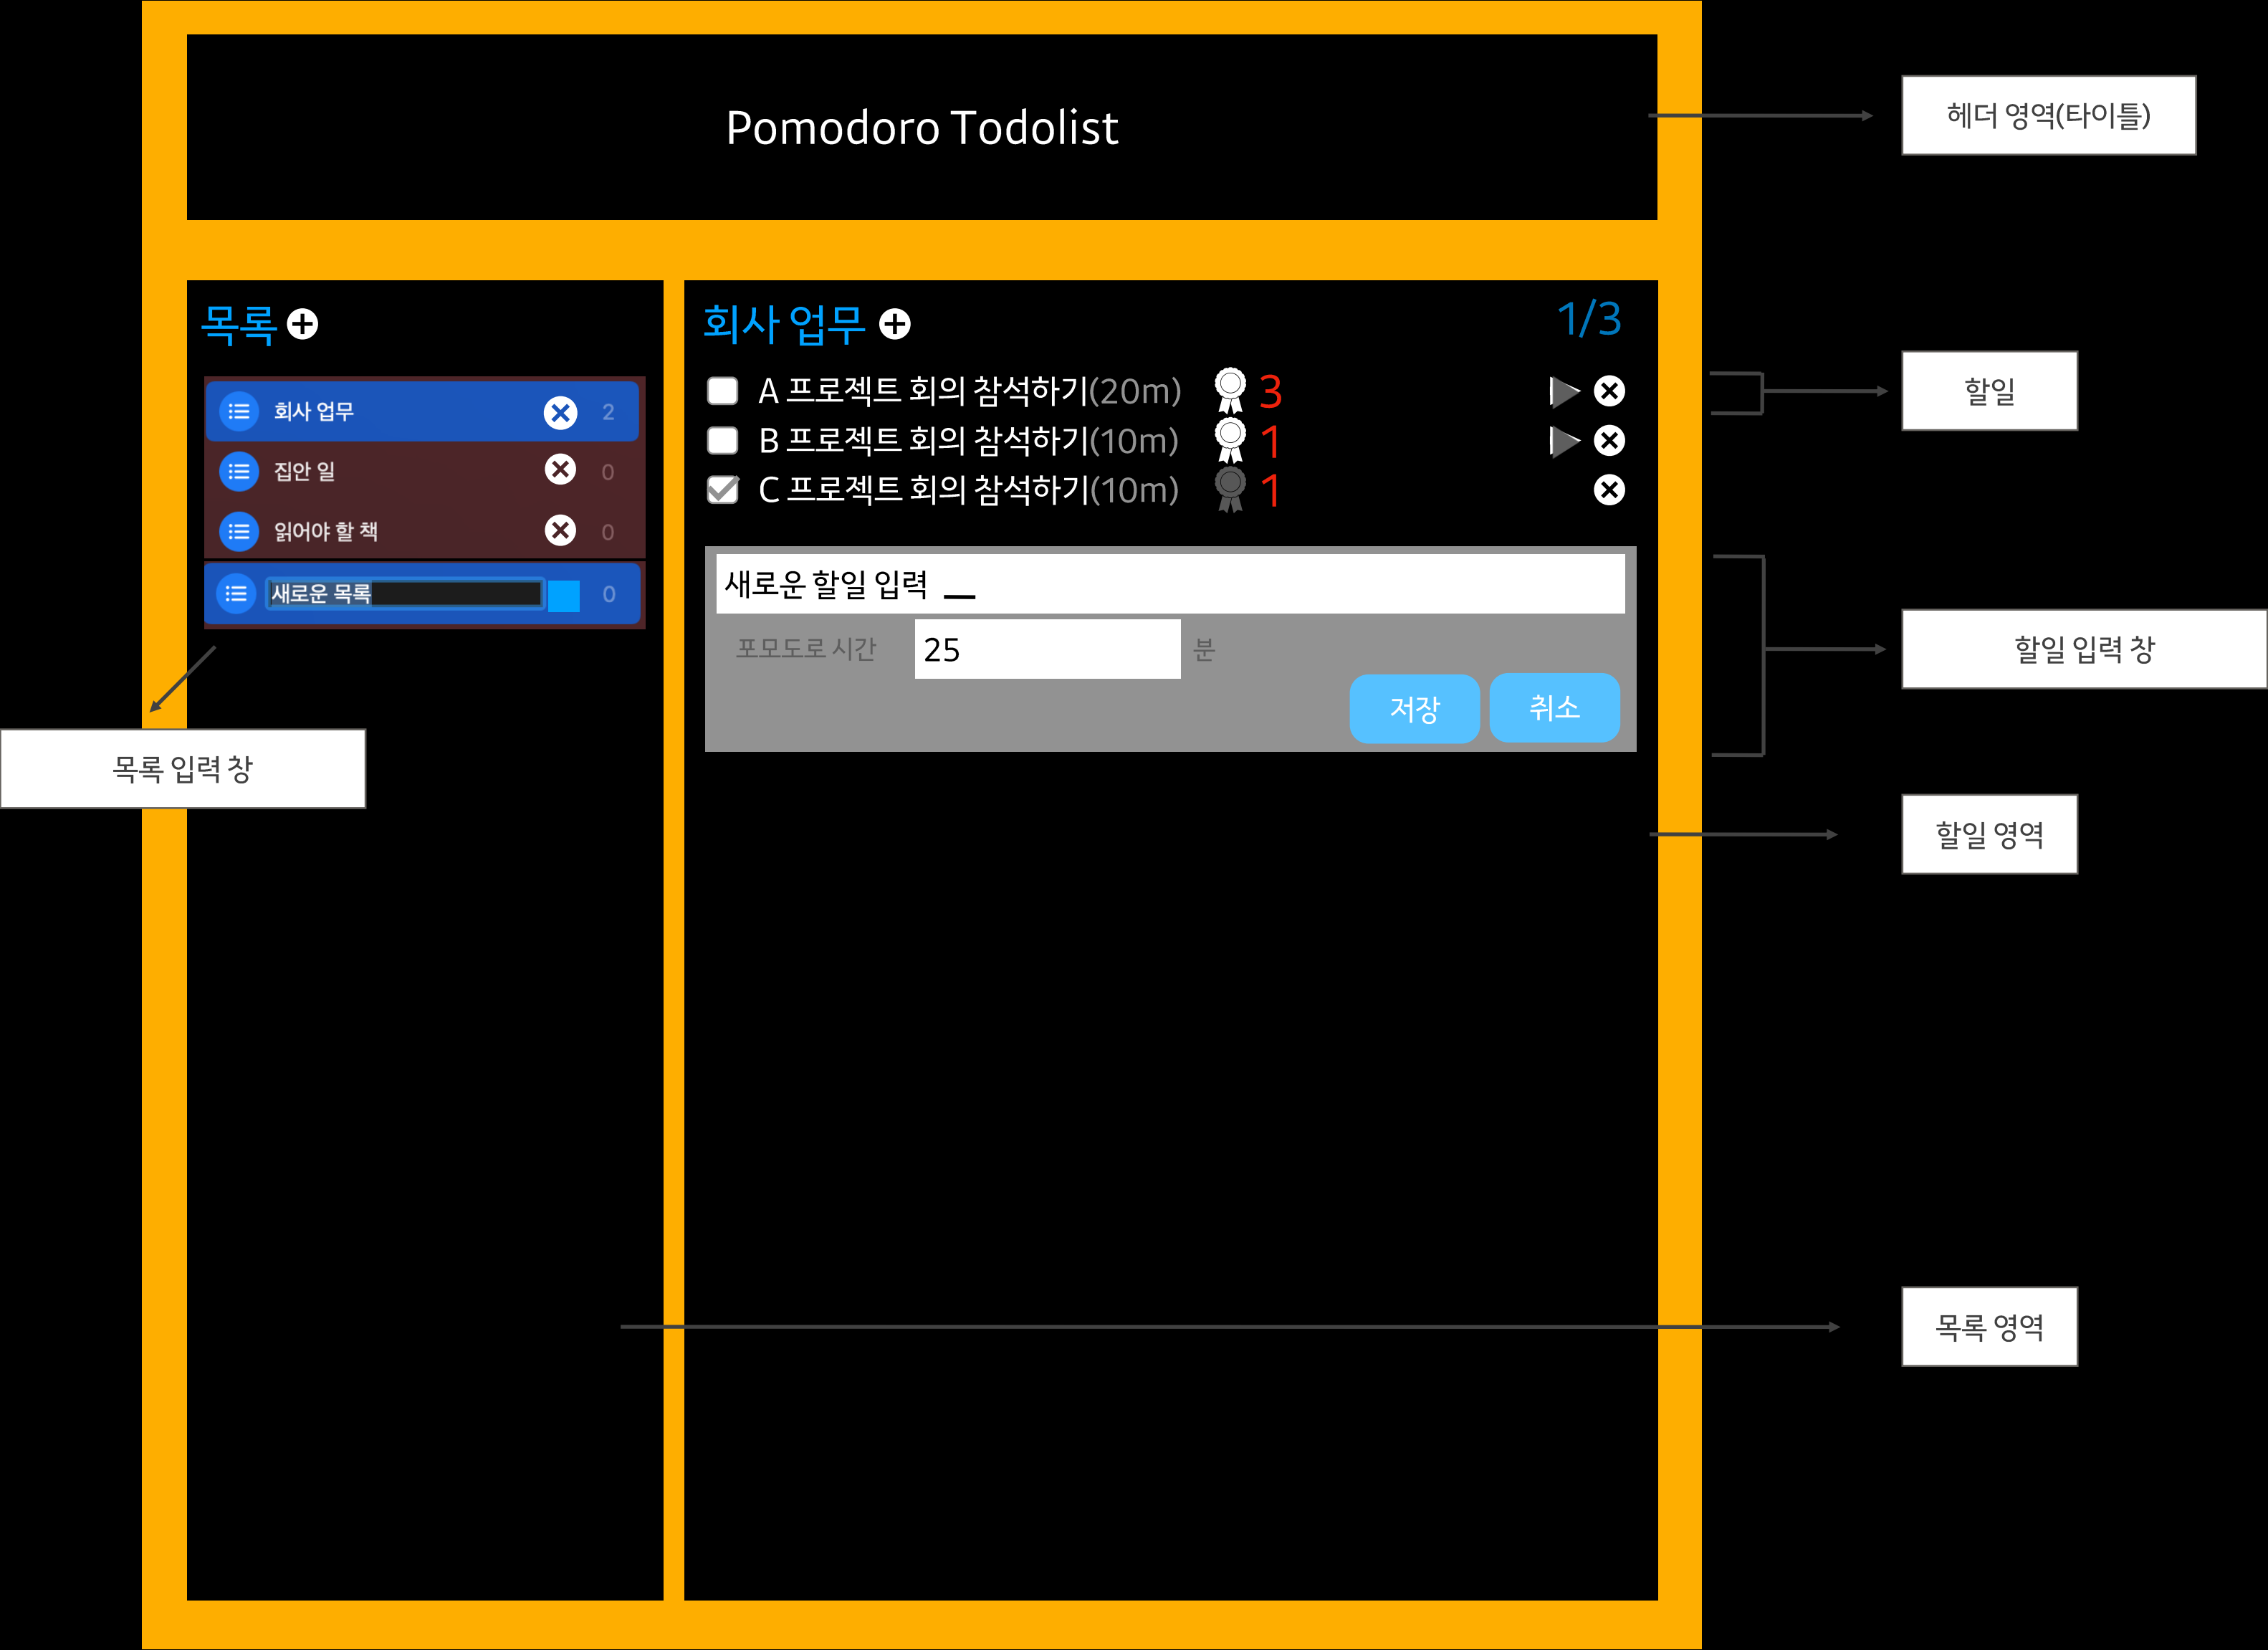 Pomodoro Todolist
헤더 영역(타이틀)
목록
회사 업무 2
집안 일 0
읽어야 할 책 0
새로운 목록 0
목록 입력 창
회사 업무 1/3
A 프로젝트 회의 참석하기(20m) 3
B 프로젝트 회의 참석하기(10m) 1
C 프로젝트 회의 참석하기(10m) 1
새로운 할일 입력
포모도로 시간 25 분
저장 취소
할일
할일 입력 창
할일 영역
목록 영역